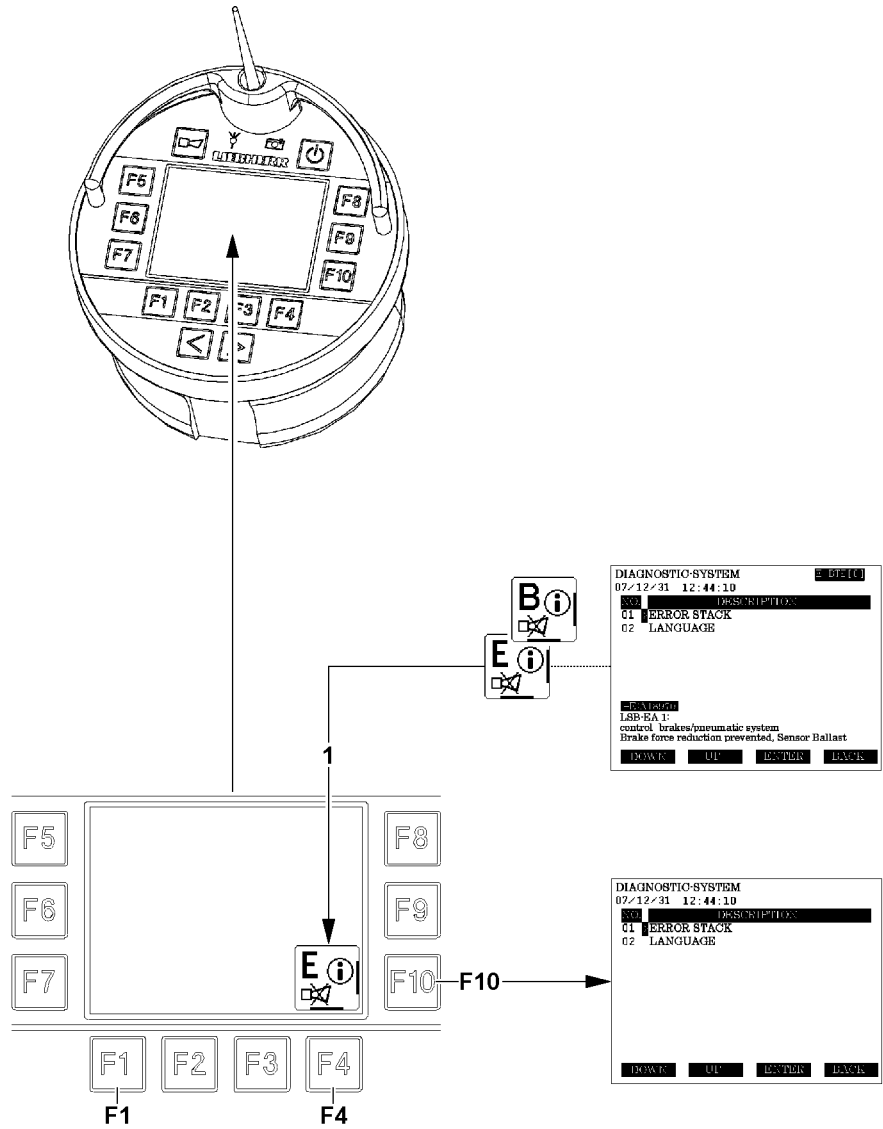 LIEBHERR
F5
F8
F6
F9
F7
F10
F1 F2 F3 F4
< >
B i
E i
DIAGNOSTIC-SYSTEM
07/12/31 12:44:10
NO. DESCRIPTION
01 ERROR STACK
02 LANGUAGE
LSB-EA 1:
control brakes/pneumatic system
Brake force reduction prevented, Sensor Ballast
DOWN UP ENTER BACK
1
F5
F8
F6
F9
E i
F7
F10
F10
F1 F2 F3 F4
F1
F4
DIAGNOSTIC-SYSTEM
07/12/31 12:44:10
NO. DESCRIPTION
01 ERROR STACK
02 LANGUAGE
DOWN UP ENTER BACK